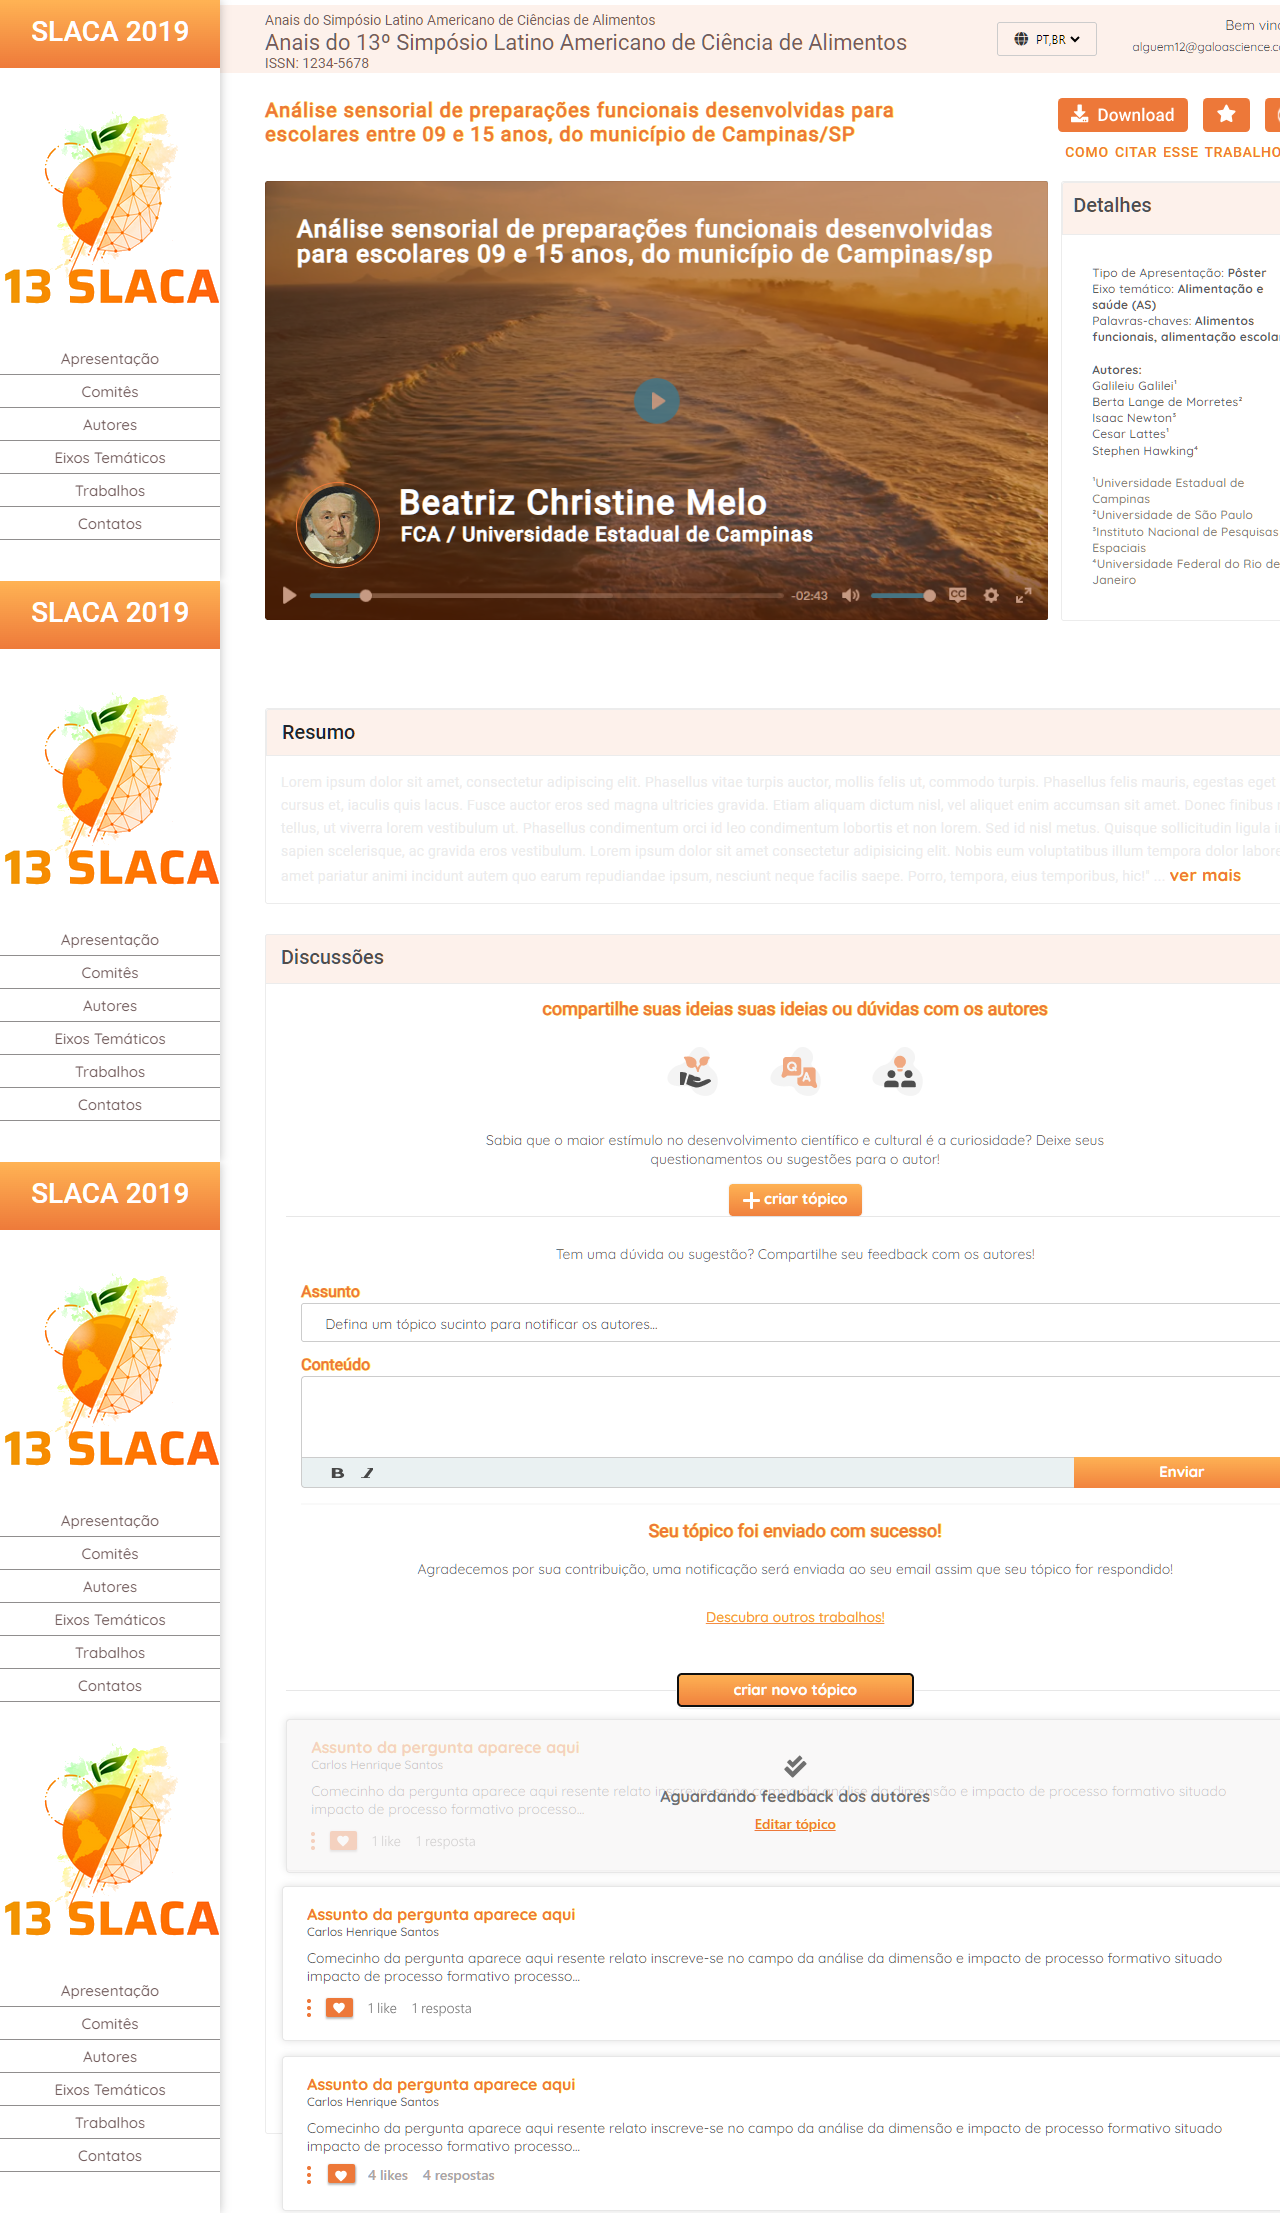 SLACA 2019
13 SLACA
Apresentação
Comitês
Autores
Eixos Temáticos
Trabalhos
Contatos
SLACA 2019
13 SLACA
Apresentação
Comitês
Autores
Eixos Temáticos
Trabalhos
Contatos
SLACA 2019
13 SLACA
Apresentação
Comitês
Autores
Eixos Temáticos
Trabalhos
Contatos
13 SLACA
Apresentação
Comitês
Autores
Eixos Temáticos
Trabalhos
Contatos
Anais do Simpósio Latino Americano de Ciências de Alimentos
Anais do 13º Simpósio Latino Americano de Ciência de Alimentos
ISSN: 1234-5678
PT,BR
Bem
alguem12@galoascience.c
Análise sensorial de preparações funcionais desenvolvidas para
escolares entre 09 e 15 anos, do município de Campinas/SP
Download
COMO CITAR ESSE TRABALHO
Análise sensorial de preparações funcionais desenvolvidas
para escolares 09 e 15 anos, do município de Campinas/sp
Beatriz Christine Melo
FCA / Universidade Estadual de Campinas
-02:43
CC
Detalhes
Tipo de Apresentação: Pôster
Eixo temático: Alimentação e
saúde (AS)
Palavras-chaves: Alimentos
funcionais, alimentação escola
Autores:
Galileiu Galilei¹
Berta Lange de Morretes²
Isaac Newton³
Cesar Lattes¹
Stephen Hawking⁴
¹Universidade Estadual de
Campinas
²Universidade de São Paulo
³Instituto Nacional de Pesquisas
Espaciais
⁴Universidade Federal do Rio de
Janeiro
Resumo
Lorem ipsum dolor sit amet, consectetur adipiscing elit. Phasellus vitae turpis auctor, mollis felis ut, commodo turpis. Phasellus felis mauris, egestas eget
cursus et, iaculis quis lacus. Fusce auctor eros sed magna ultricies gravida. Etiam aliquam dictum nisl, vel aliquet enim accumsan sit amet. Donec finibus
tellus, ut viverra lorem vestibulum ut. Phasellus condimentum orci id leo condimentum lobortis et non lorem. Sed id nisl metus. Quisque sollicitudin ligula
sapien scelerisque, ac gravida eros vestibulum. Lorem ipsum dolor sit amet consectetur adipisicing elit. Nobis eum voluptatibus illum tempora dolor labore
amet pariatur animi incidunt autem quo earum repudiandae ipsum, nesciunt neque facilis saepe. Porro, tempora, eius temporibus, hic!" ... ver mais
Discussões
compartilhe suas ideias suas ideias ou dúvidas com os autores
Q A
Sabia que o maior estímulo no desenvolvimento científico e cultural é a curiosidade? Deixe seus
questionamentos ou sugestões para o autor!
criar tópico
Tem uma dúvida ou sugestão? Compartilhe seu feedback com os autores!
Assunto
Defina um tópico sucinto para notificar os autores...
Conteúdo
B I
Enviar
Seu tópico foi enviado com sucesso!
Agradecemos por sua contribuição, uma notificação será enviada ao seu email assim que seu tópico for respondido!
Descubra outros trabalhos!
criar novo tópico
Assunto da pergunta aparece aqui
Carlos Henrique Santos
Comecinho da pergunta aparece aqui resente relato inscreve-se no campo da análise da dimensão e impacto de processo formativo situado
impacto de processo formativo processo...
Aguardando feedback dos autores
Editar tópico
1 like 1 resposta
Assunto da pergunta aparece aqui
Carlos Henrique Santos
Comecinho da pergunta aparece aqui resente relato inscreve-se no campo da análise da dimensão e impacto de processo formativo situado
impacto de processo formativo processo...
1 like 1 resposta
Assunto da pergunta aparece aqui
Carlos Henrique Santos
Comecinho da pergunta aparece aqui resente relato inscreve-se no campo da análise da dimensão e impacto de processo formativo situado
impacto de processo formativo processo...
4 likes 4 respostas